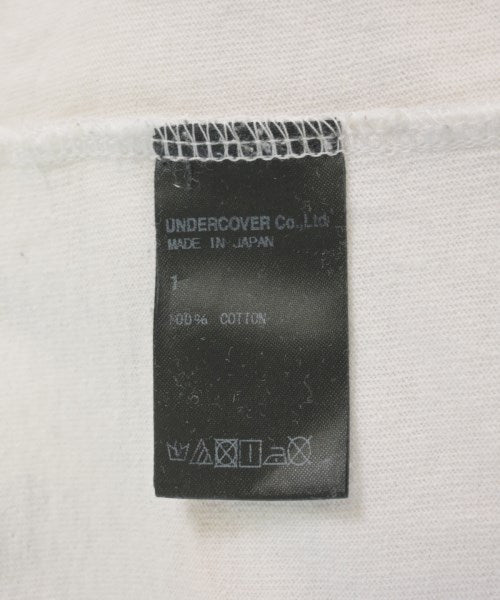 UNDERCOVER Co.,Ltd
MADE IN JAPAN
1
100% COTTON